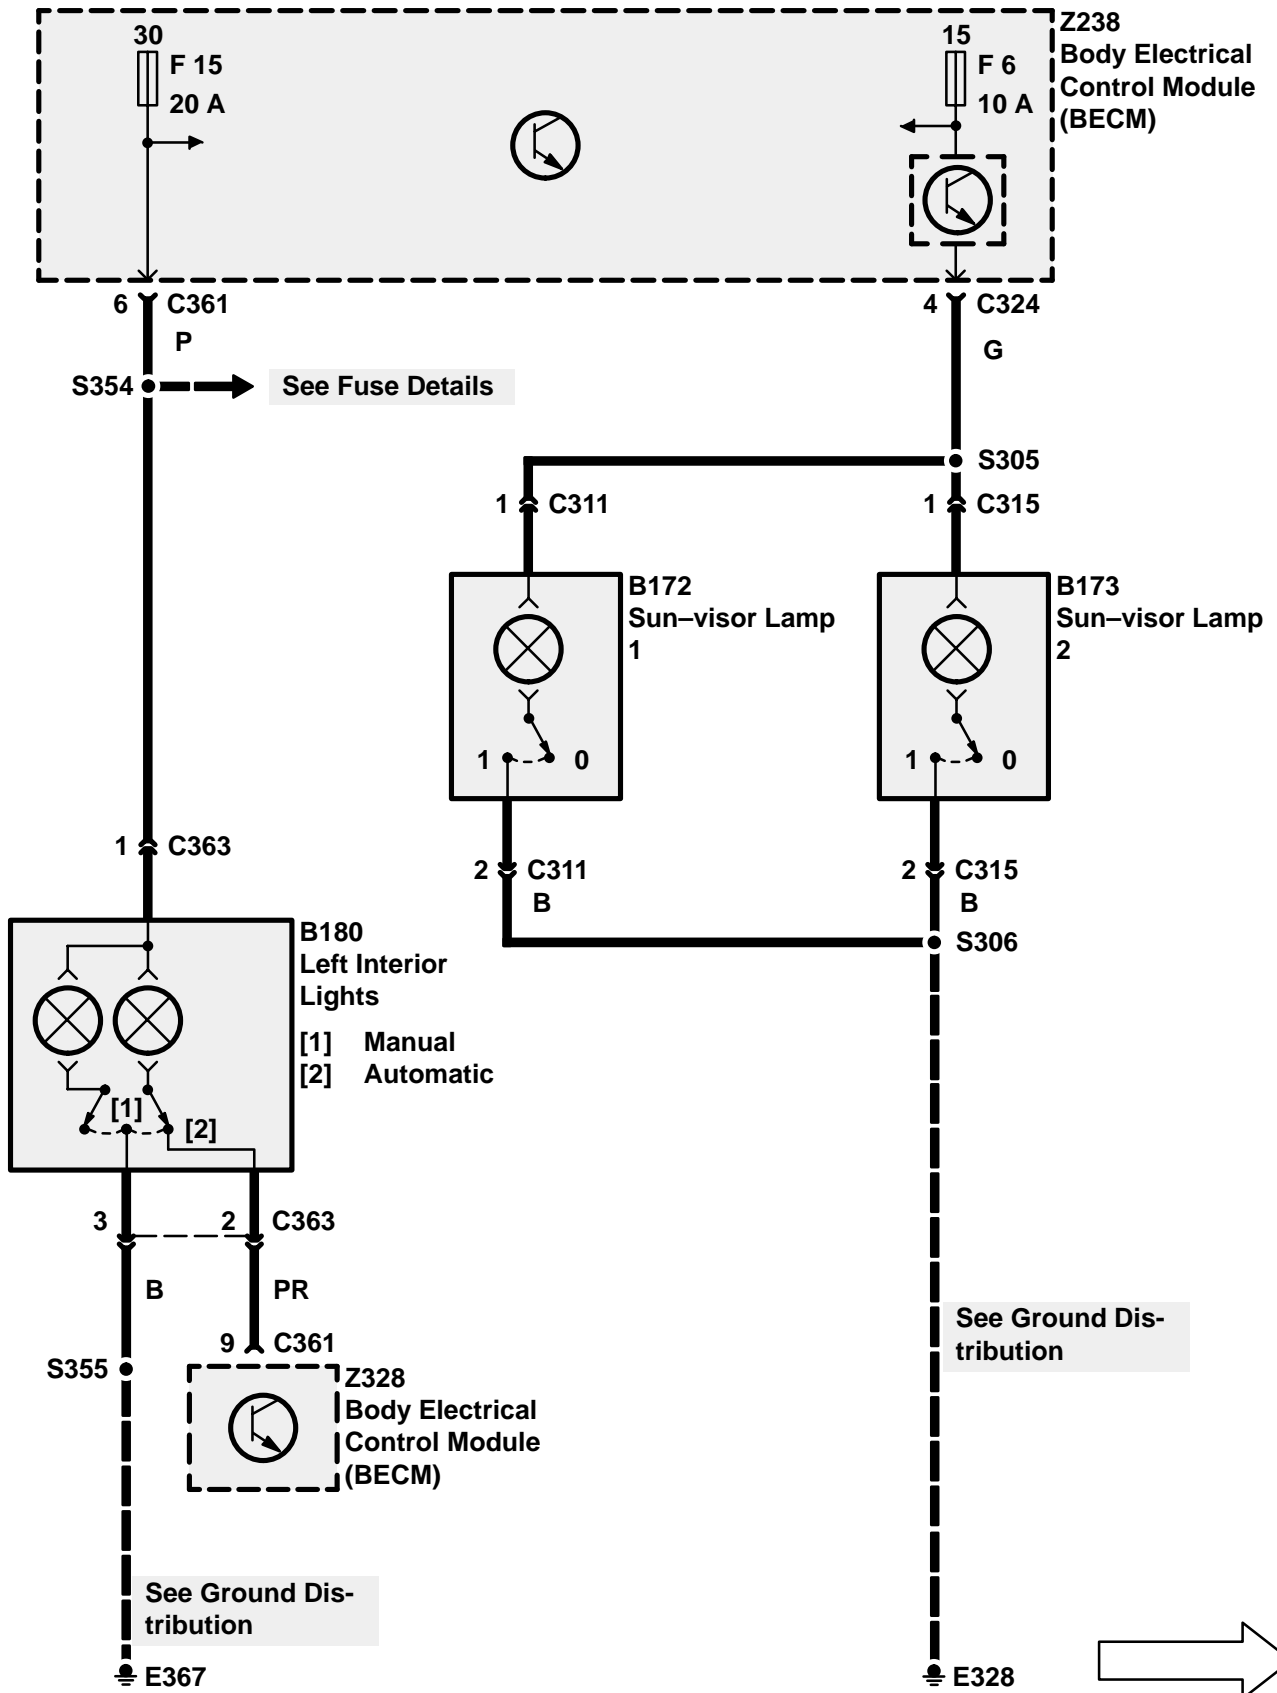 30
F 15
20 A
15
F 6
10 A
Z238
Body Electrical
Control Module
(BECM)
6 C361
P
4 C324
G
S354
See Fuse Details
S305
1 C311
1 C315
B172
Sun–visor Lamp
1
B173
Sun–visor Lamp
2
1 0
1 0
1 C363
2 C311
B
2 C315
B
S306
B180
Left Interior
Lights
[1] Manual
[2] Automatic
[1]
[2]
3 2 C363
B PR
9 C361
S355
Z328
Body Electrical
Control Module
(BECM)
See Ground Dis-
tribution
See Ground Dis-
tribution
E367
E328